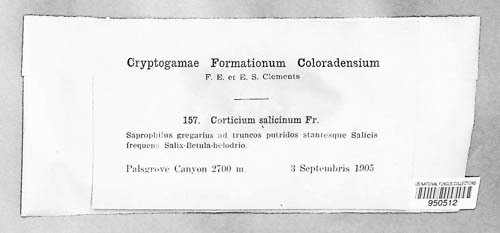 Cryptogamae Formationum Coloradensium
F. E. et E. S. Clements
157. Corticium salicinum Fr.
Saprophilus gregarius ad truncos putridos stantesque Salicis
frequens Salix-Betula-helodrio.
Palsgrove Canyon 2700 m. 3 Septembris 1905
US NATIONAL FUNGUS COLLECTIONS
950512